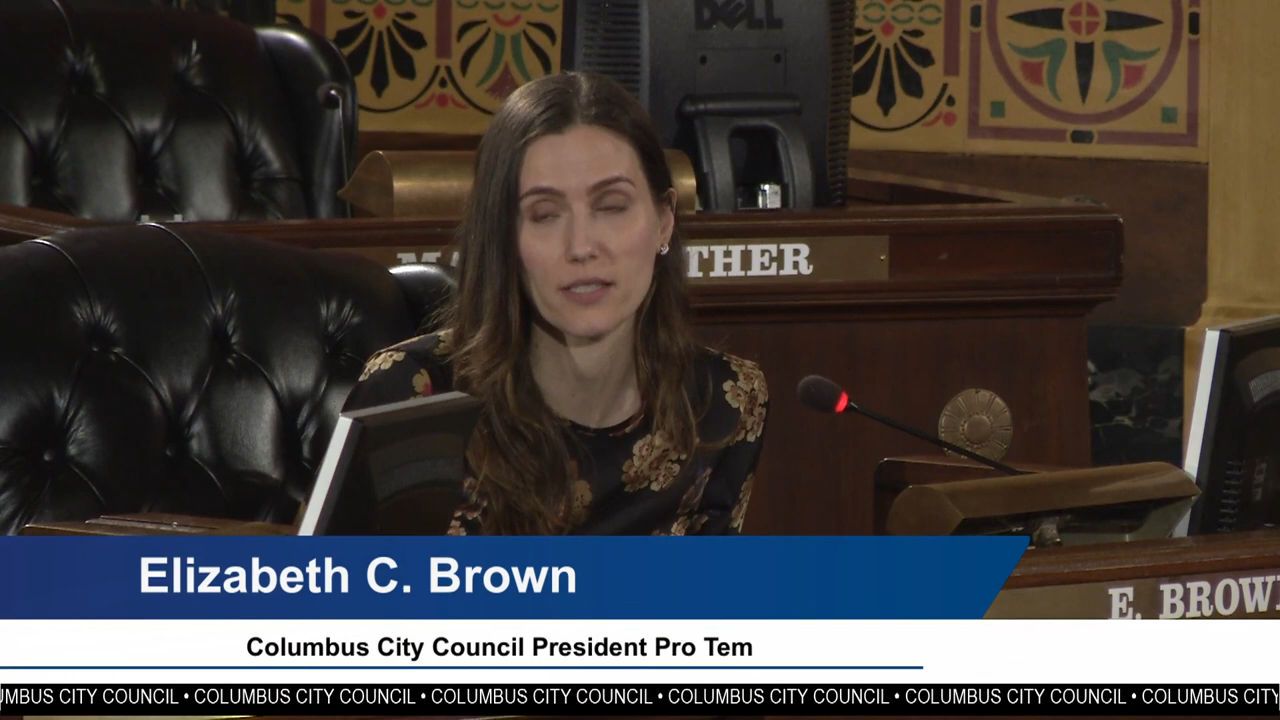 DELL
THER
E. BROW
Elizabeth C. Brown
Columbus City Council President Pro Tem
UMBUS CITY COUNCIL • COLUMBUS CITY COUNCIL • COLUMBUS CITY COUNCIL • COLUMBUS CITY COUNCIL • COLUMBUS CITY COUNCIL • COLUMBUS CITY